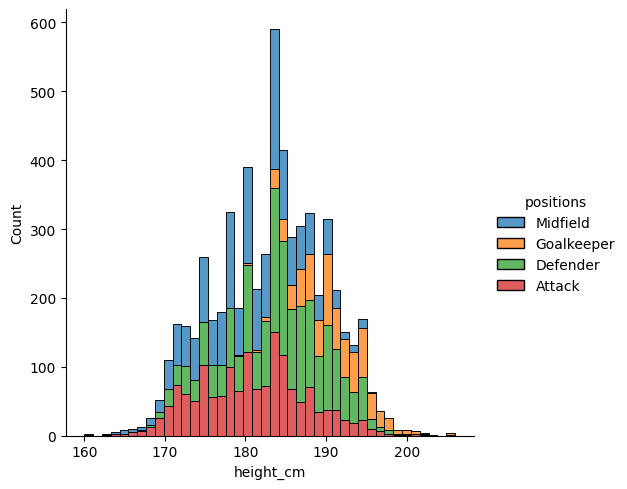 600
500
400
300
200
100
0
Count
160
170
180
190
200
height_cm
positions
Midfield
Goalkeeper
Defender
Attack